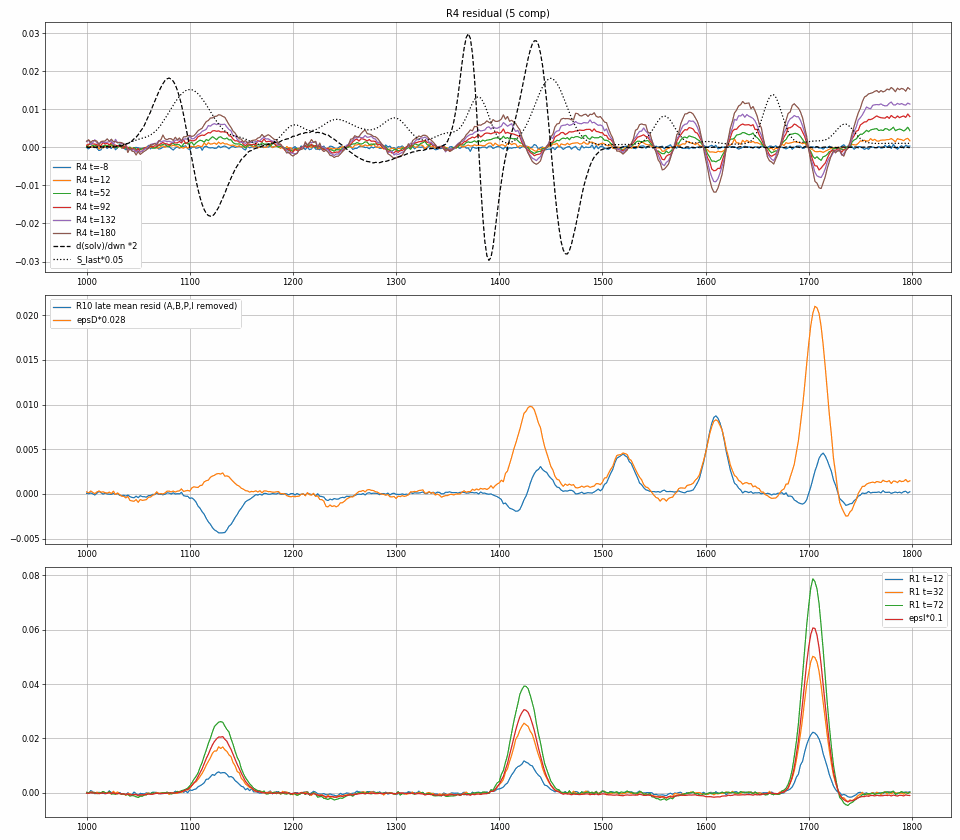 R4 residual (5 comp)
0.03
0.02
0.01
0.00
−0.01
−0.02
−0.03
R4 t=-8
R4 t=12
R4 t=52
R4 t=92
R4 t=132
R4 t=180
d(solv)/dwn *2
S_last*0.05
1000 1100 1200 1300 1400 1500 1600 1700 1800
0.020
0.015
0.010
0.005
0.000
−0.005
R10 late mean resid (A,B,P,I removed)
epsD*0.028
1000 1100 1200 1300 1400 1500 1600 1700 1800
0.08
0.06
0.04
0.02
0.00
R1 t=12
R1 t=32
R1 t=72
epsI*0.1
1000 1100 1200 1300 1400 1500 1600 1700 1800